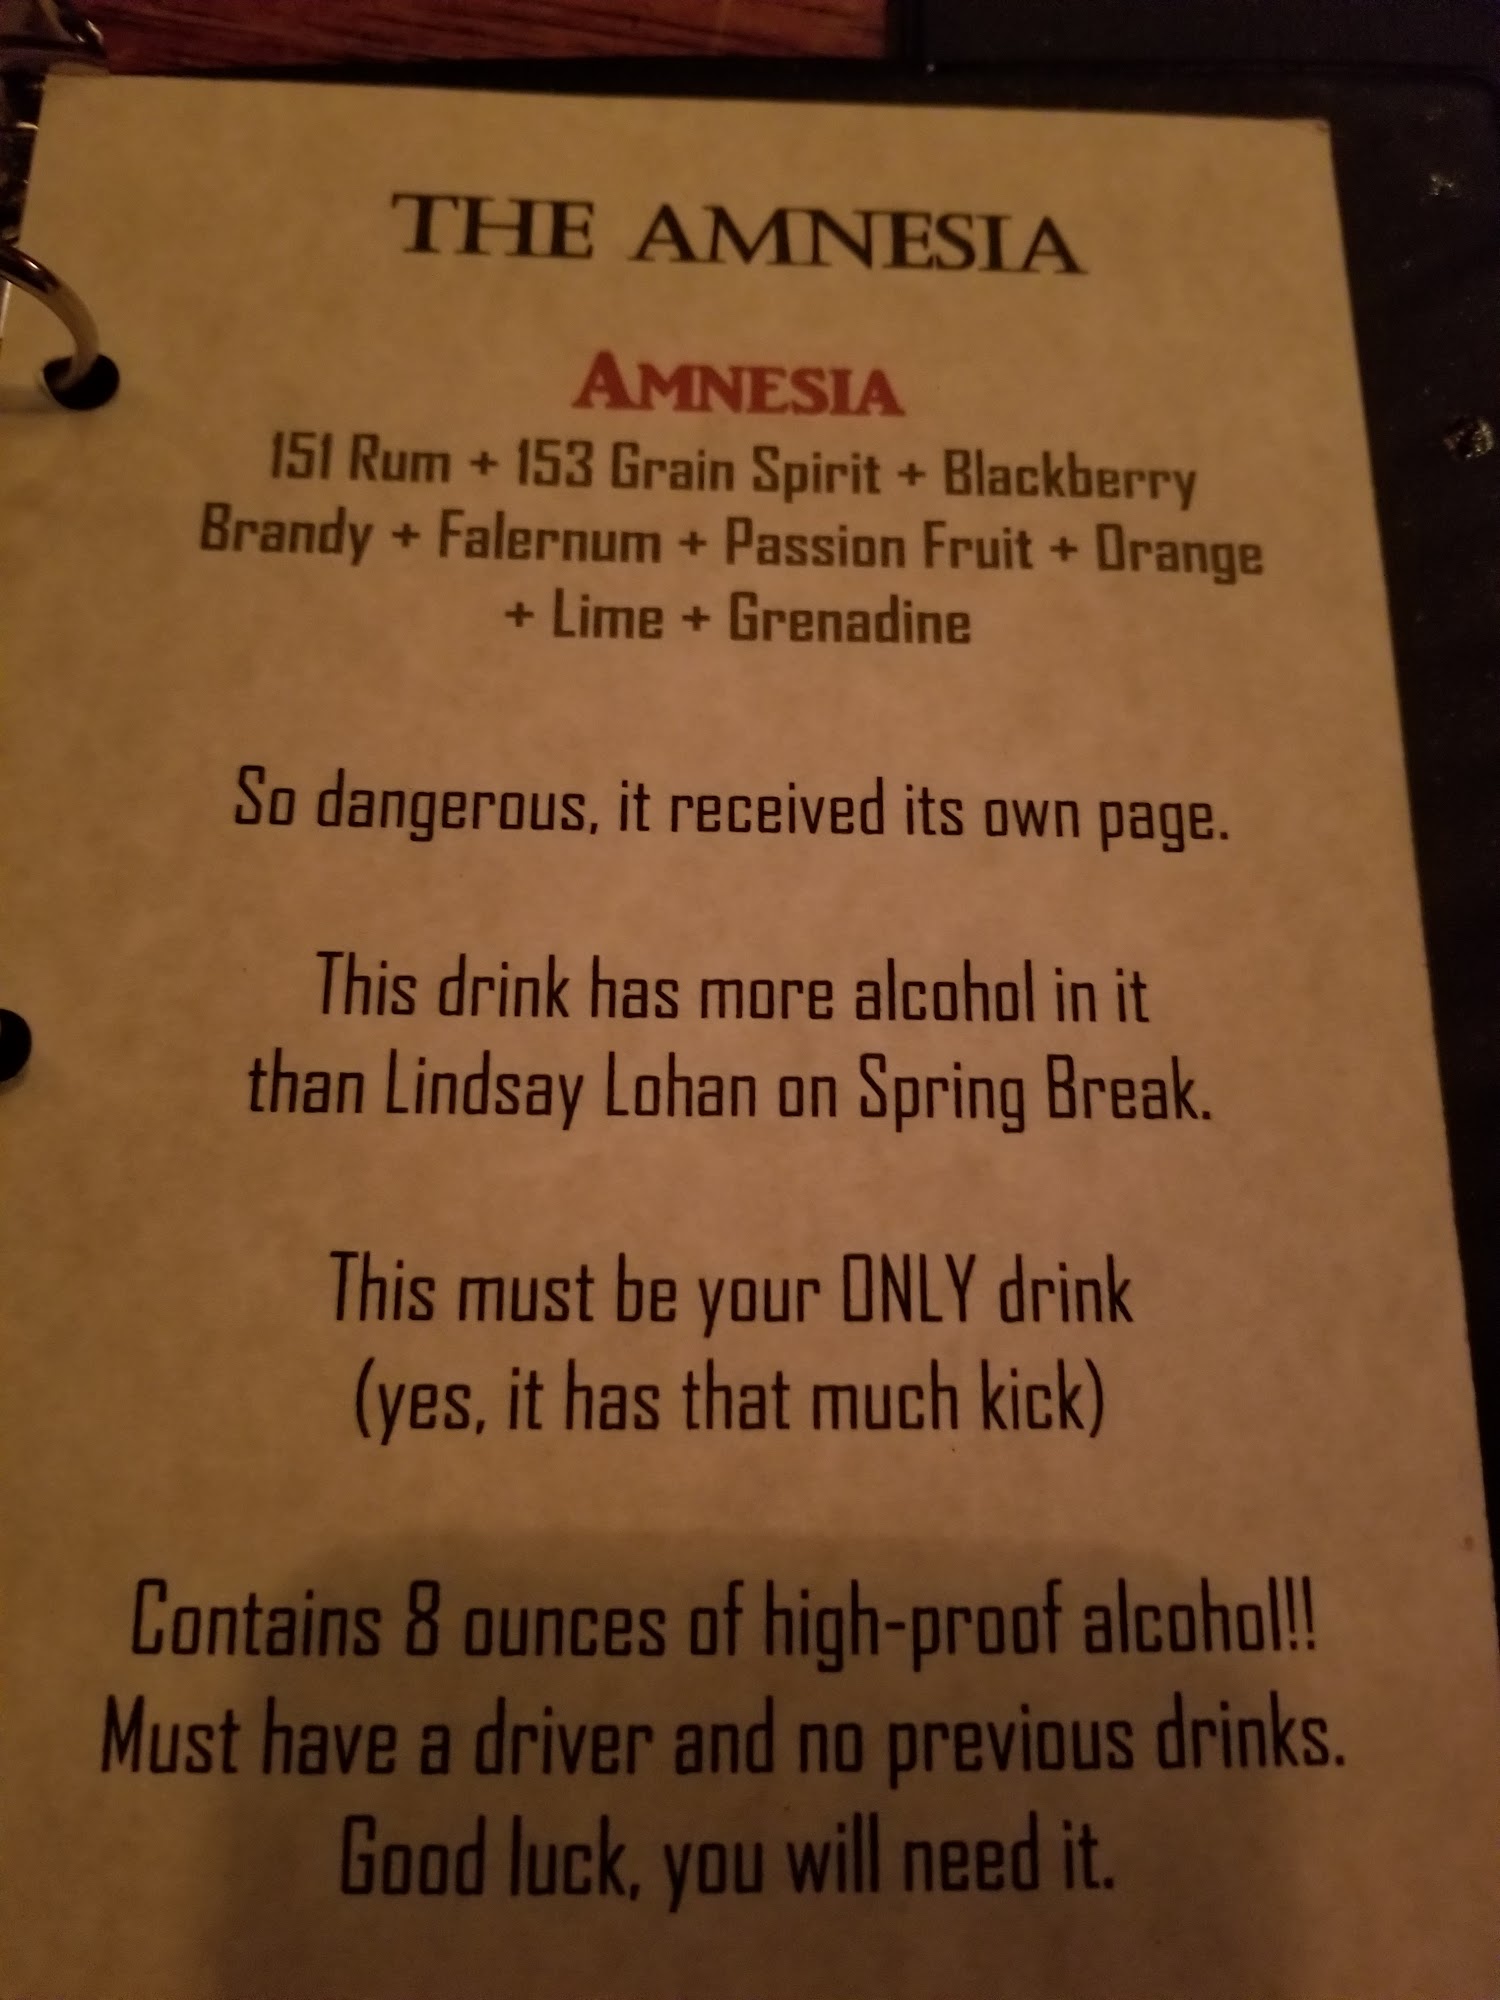 THE AMNESIA
AMNESIA
151 Rum + 153 Grain Spirit + Blackberry
Brandy + Falernum + Passion Fruit + Orange
+ Lime + Grenadine
So dangerous, it received its own page.
This drink has more alcohol in it
than Lindsay Lohan on Spring Break.
This must be your ONLY drink
(yes, it has that much kick)
Contains 8 ounces of high-proof alcohol!!
Must have a driver and no previous drinks.
Good luck, you will need it.